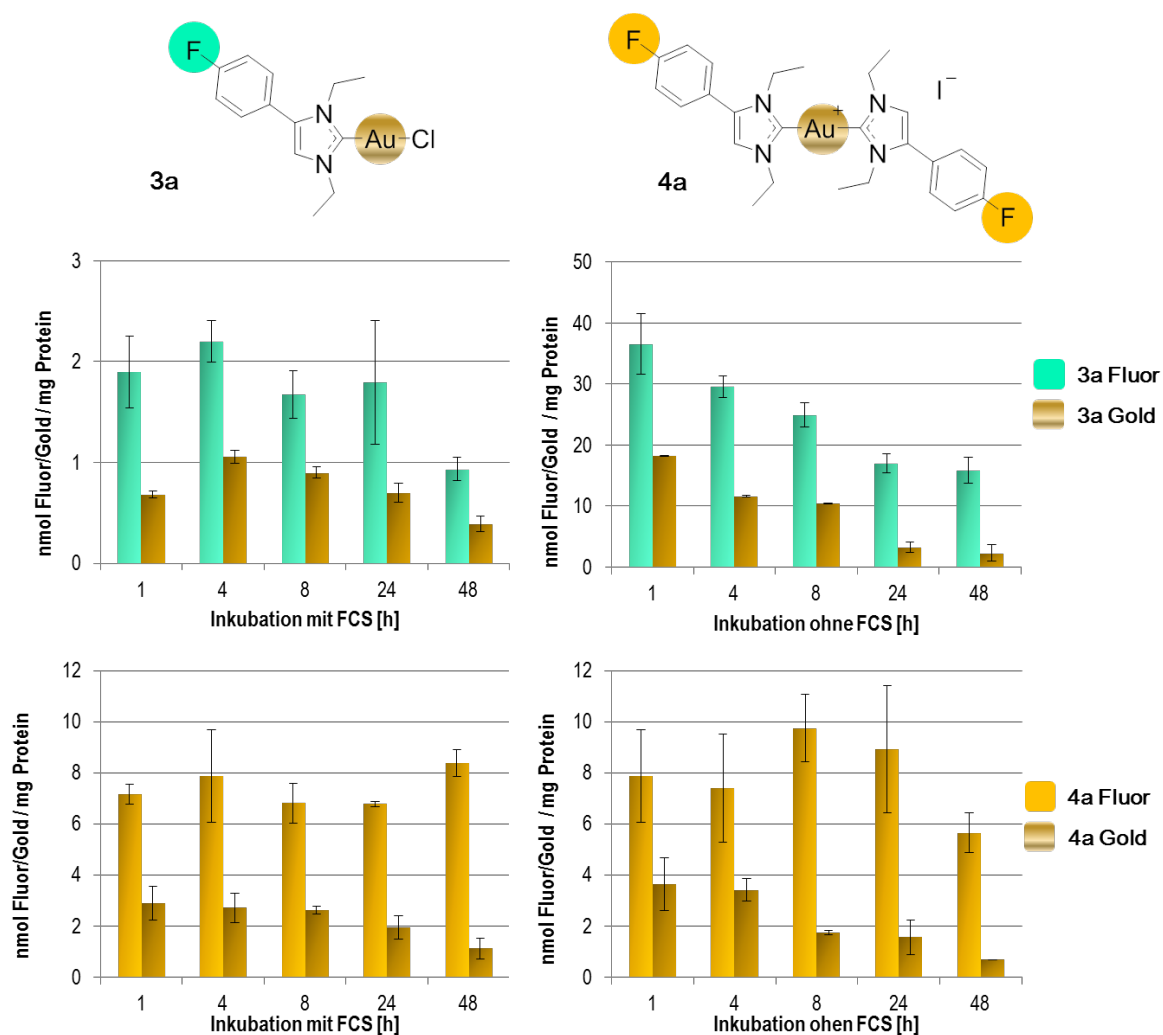 F
N
N
Au
Cl
3a
F
N
N
Au
+
N
N
I
–
F
4a
nmol Fluor/Gold / mg Protein
3
2
1
0
1 4 8 24 48
Inkubation mit FCS [h]
nmol Fluor/Gold / mg Protein
50
40
30
20
10
0
1 4 8 24 48
Inkubation ohne FCS [h]
3a Fluor
3a Gold
nmol Fluor/Gold / mg Protein
12
10
8
6
4
2
0
1 4 8 24 48
Inkubation mit FCS [h]
nmol Fluor/Gold / mg Protein
12
10
8
6
4
2
0
1 4 8 24 48
Inkubation ohen FCS [h]
4a Fluor
4a Gold